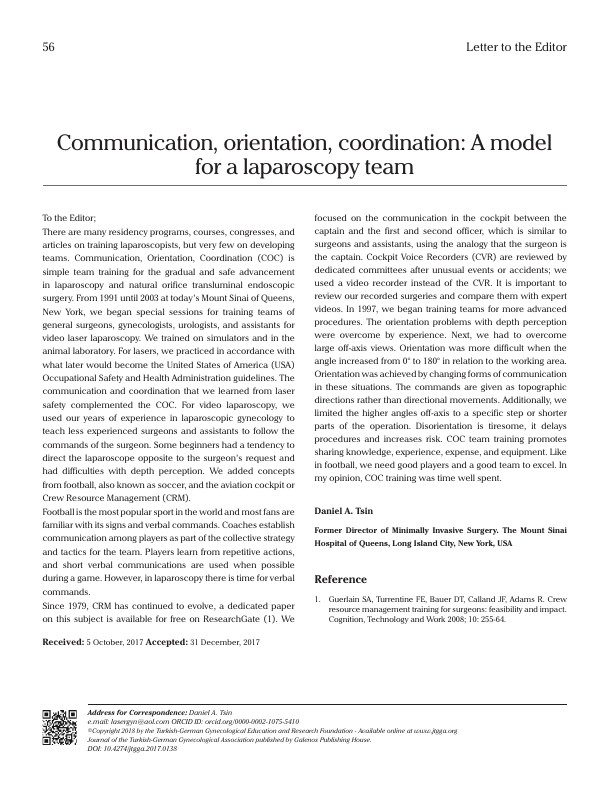 56
Letter to the Editor
Communication, orientation, coordination: A model
for a laparoscopy team
To the Editor;
There are many residency programs, courses, congresses, and
articles on training laparoscopists, but very few on developing
teams. Communication, Orientation, Coordination (COC) is
simple team training for the gradual and safe advancement
in laparoscopy and natural orifice transluminal endoscopic
surgery. From 1991 until 2003 at today's Mount Sinai of Queens,
New York, we began special sessions for training teams of
general surgeons, gynecologists, urologists, and assistants for
video laser laparoscopy. We trained on simulators and in the
animal laboratory. For lasers, we practiced in accordance with
what later would become the United States of America (USA)
Occupational Safety and Health Administration guidelines. The
communication and coordination that we learned from laser
safety complemented the COC. For video laparoscopy, we
used our years of experience in laparoscopic gynecology to
teach less experienced surgeons and assistants to follow the
commands of the surgeon. Some beginners had a tendency to
direct the laparoscope opposite to the surgeon's request and
had difficulties with depth perception. We added concepts
from football, also known as soccer, and the aviation cockpit or
Crew Resource Management (CRM).
Football is the most popular sport in the world and most fans are
familiar with its signs and verbal commands. Coaches establish
communication among players as part of the collective strategy
and tactics for the team. Players learn from repetitive actions,
and short verbal communications are used when possible
during a game. However, in laparoscopy there is time for verbal
commands.
Since 1979, CRM has continued to evolve, a dedicated paper
on this subject is available for free on ResearchGate (1). We
focused on the communication in the cockpit between the
captain and the first and second officer, which is similar to
surgeons and assistants, using the analogy that the surgeon is
the captain. Cockpit Voice Recorders (CVR) are reviewed by
dedicated committees after unusual events or accidents; we
used a video recorder instead of the CVR. It is important to
review our recorded surgeries and compare them with expert
videos. In 1997, we began training teams for more advanced
procedures. The orientation problems with depth perception
were overcome by experience. Next, we had to overcome
large off-axis views. Orientation was more difficult when the
angle increased from 0° to 180° in relation to the working area.
Orientation was achieved by changing forms of communication
in these situations. The commands are given as topographic
directions rather than directional movements. Additionally, we
limited the higher angles off-axis to a specific step or shorter
parts of the operation. Disorientation is tiresome, it delays
procedures and increases risk. COC team training promotes
sharing knowledge, experience, expense, and equipment. Like
in football, we need good players and a good team to excel. In
my opinion, COC training was time well spent.
Daniel A. Tsin
Former Director of Minimally Invasive Surgery. The Mount Sinai
Hospital of Queens, Long Island City, New York, USA
Reference
1. Guerlain SA, Turrentine FE, Bauer DT, Calland JF, Adams R. Crew
resource management training for surgeons: feasibility and impact.
Cognition, Technology and Work 2008; 10: 255-64.
Received: 5 October, 2017 Accepted: 31 December, 2017
Address for Correspondence: Daniel A. Tsin
e.mail: lasergyn@aol.com ORCID ID: orcid.org/0000-0002-1075-5410
©Copyright 2018 by the Turkish-German Gynecological Education and Research Foundation - Available online at www.jtgga.org
Journal of the Turkish-German Gynecological Association published by Galenos Publishing House.
DOI: 10.4274/jtgga.2017.0138